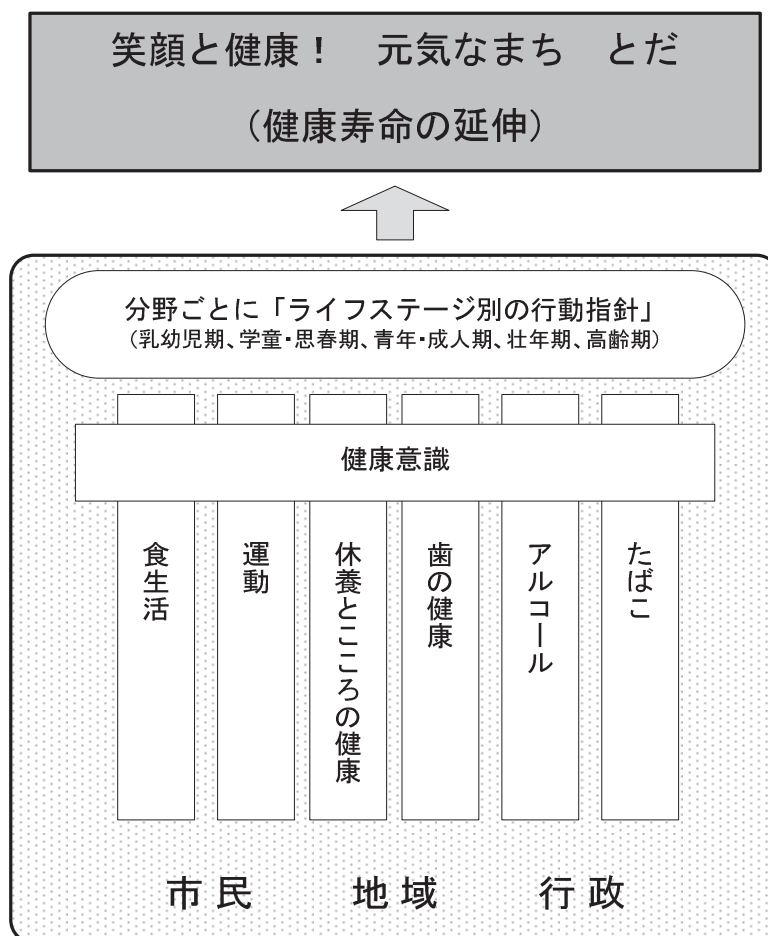 笑顔と健康！　元気なまち　とだ
（健康寿命の延伸）
分野ごとに「ライフステージ別の行動指針」
（乳幼児期、学童・思春期、青年・成人期、壮年期、高齢期）
健康意識
食生活
運動
休養とこころの健康
歯の健康
アルコール
たばこ
市民　地域　行政